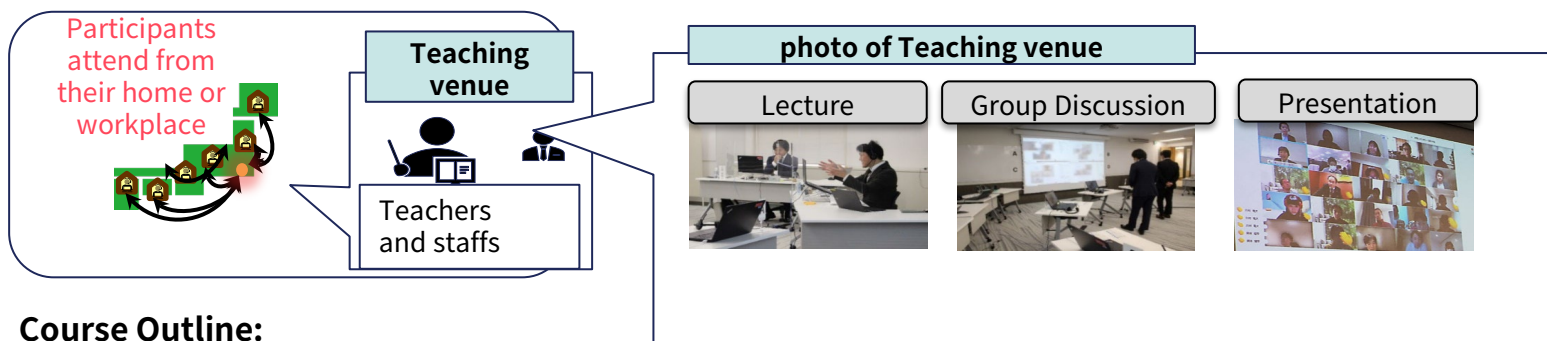 Participants
attend from
their home or
workplace
Teaching
venue
Teachers
and staffs
photo of Teaching venue
Lecture
Group Discussion
Presentation
Course Outline: